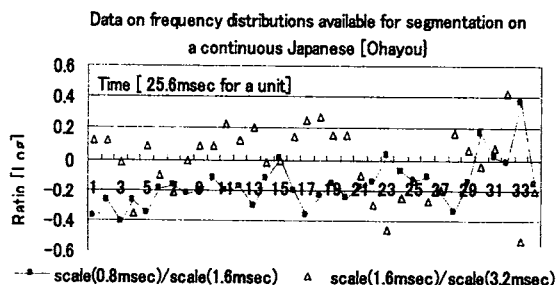 Data on frequency distributions available for segmentation on
a continuous Japanese [Ohayou}
0.6
Time [ 25.6msec for a unit]
0.4
0.2
0
1 3 5 7 9 11 13 15 17 19 21 23 25 27 29 31 33
-0.2
-0.4
-0.6
Ratio [Log]
scale(0.8msec)/scale(1.6msec) scale(1.6msec)/scale(3.2msec)